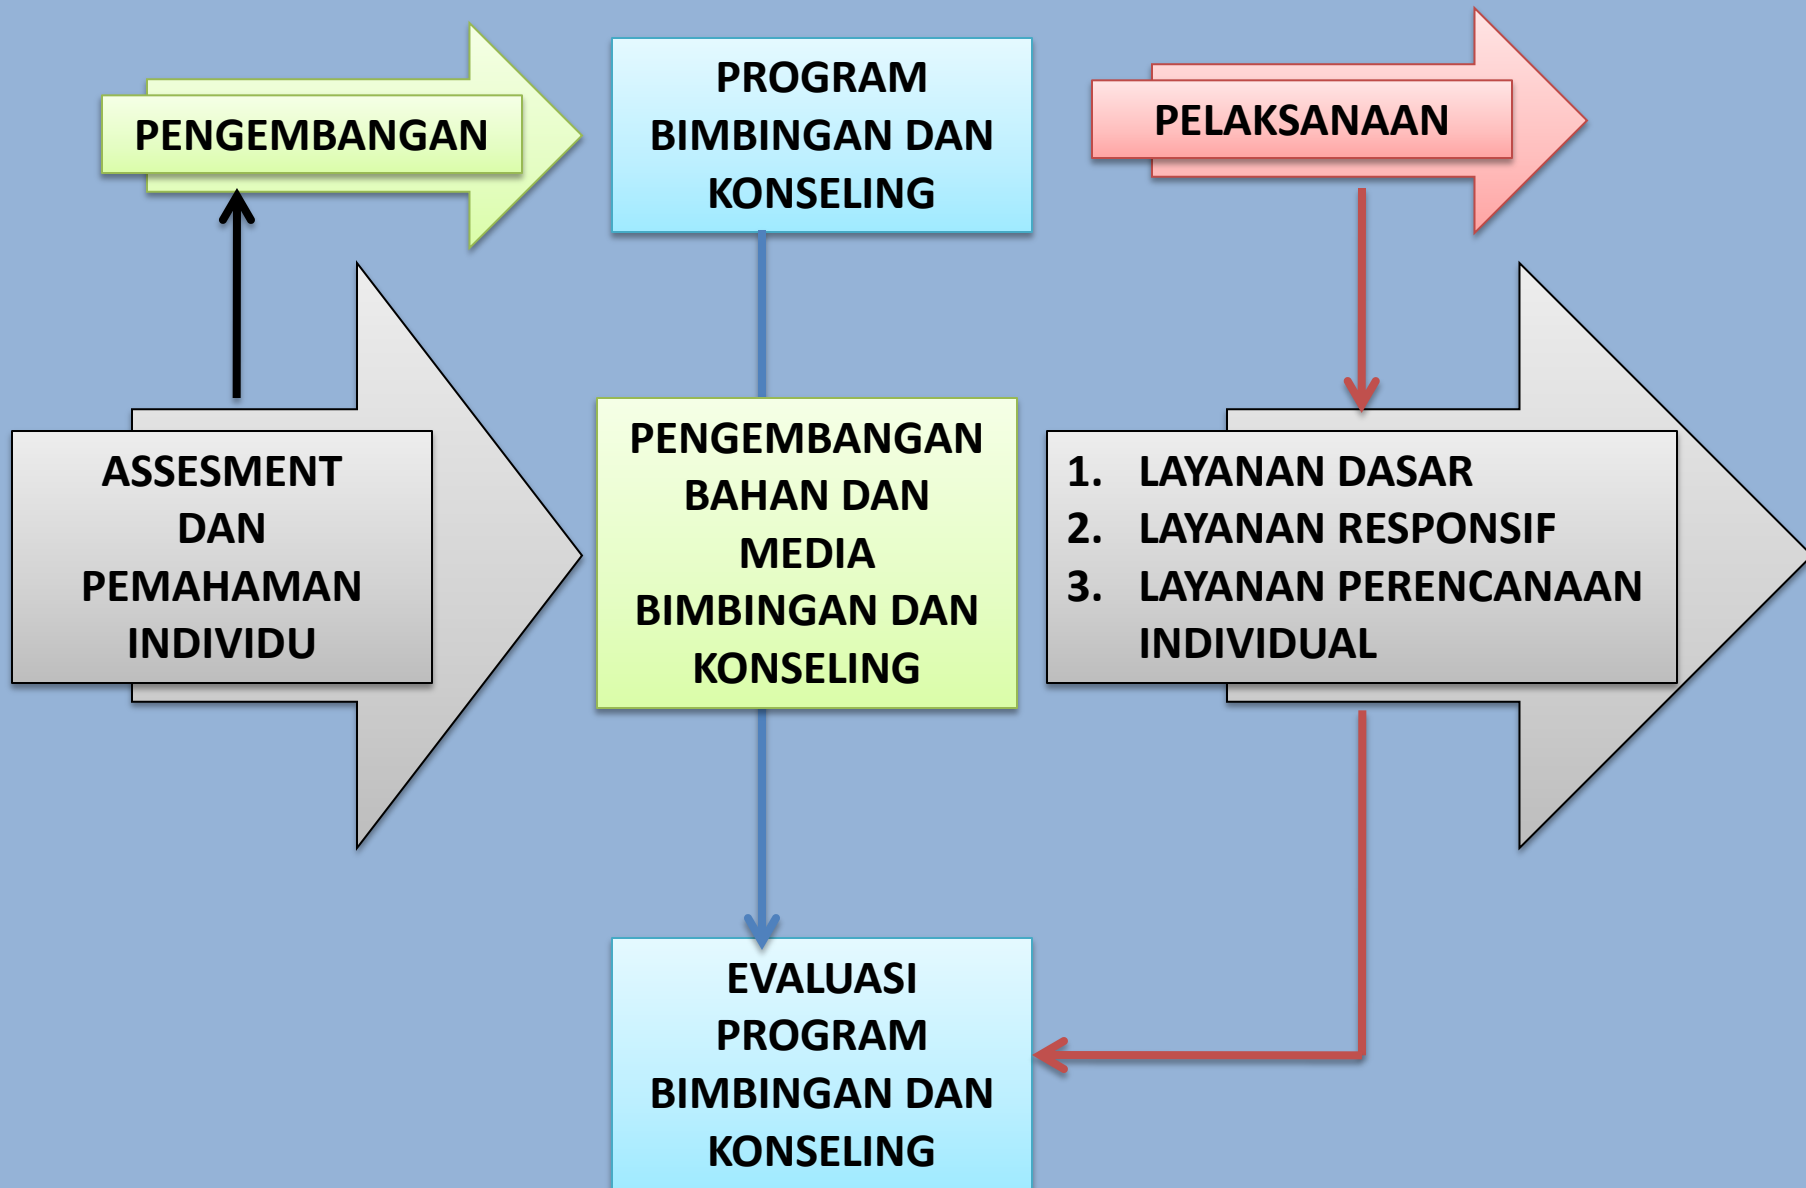 PENGEMBANGAN
PROGRAM
BIMBINGAN DAN
KONSELING
PELAKSANAAN
ASSESMENT
DAN
PEMAHAMAN
INDIVIDU
PENGEMBANGAN
BAHAN DAN
MEDIA
BIMBINGAN DAN
KONSELING
1. LAYANAN DASAR
2. LAYANAN RESPONSIF
3. LAYANAN PERENCANAAN
INDIVIDUAL
EVALUASI
PROGRAM
BIMBINGAN DAN
KONSELING